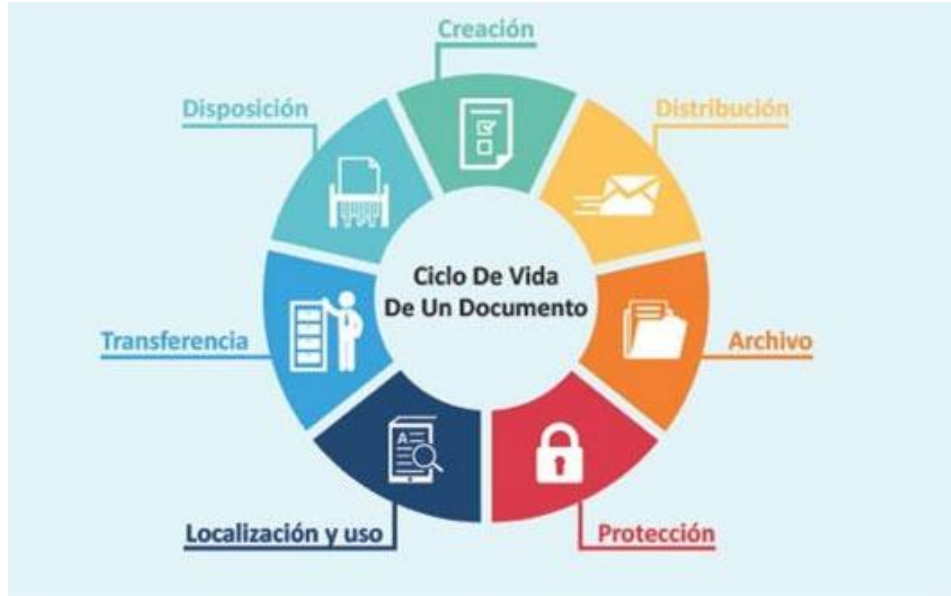 Creación
Disposición
Distribución
Ciclo De Vida
De Un Documento
Transferencia
Archivo
Localización y uso
Protección